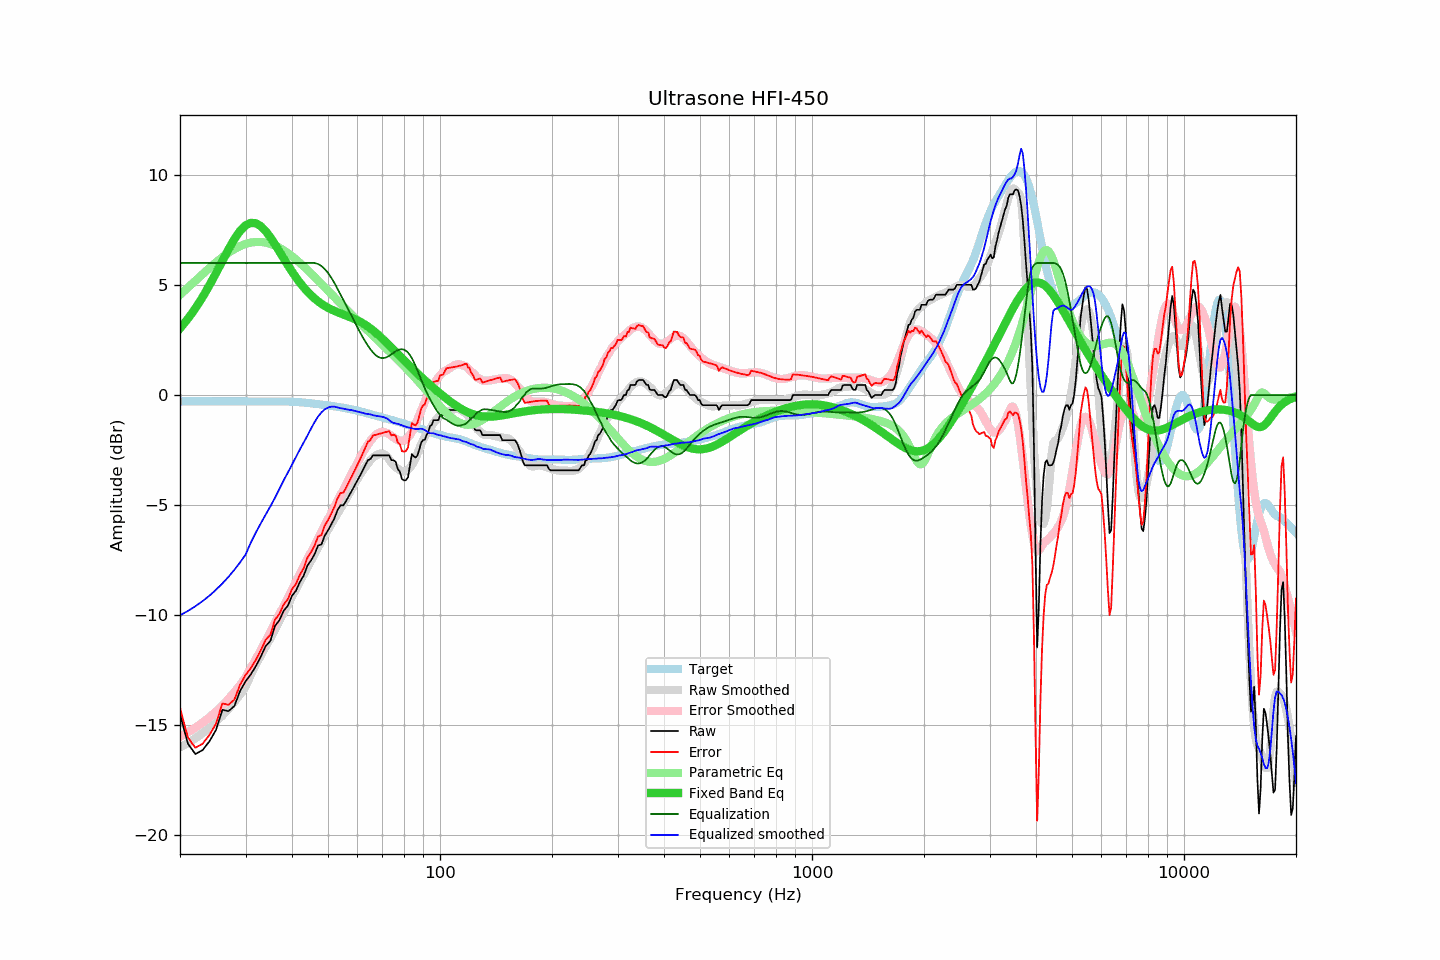 Ultrasone HFI-450
10
5
0
−5
−10
−15
−20
Amplitude (dBr)
Target
Raw Smoothed
Error Smoothed
Raw
Error
Parametric Eq
Fixed Band Eq
Equalization
Equalized smoothed
100
1000
10000
Frequency (Hz)